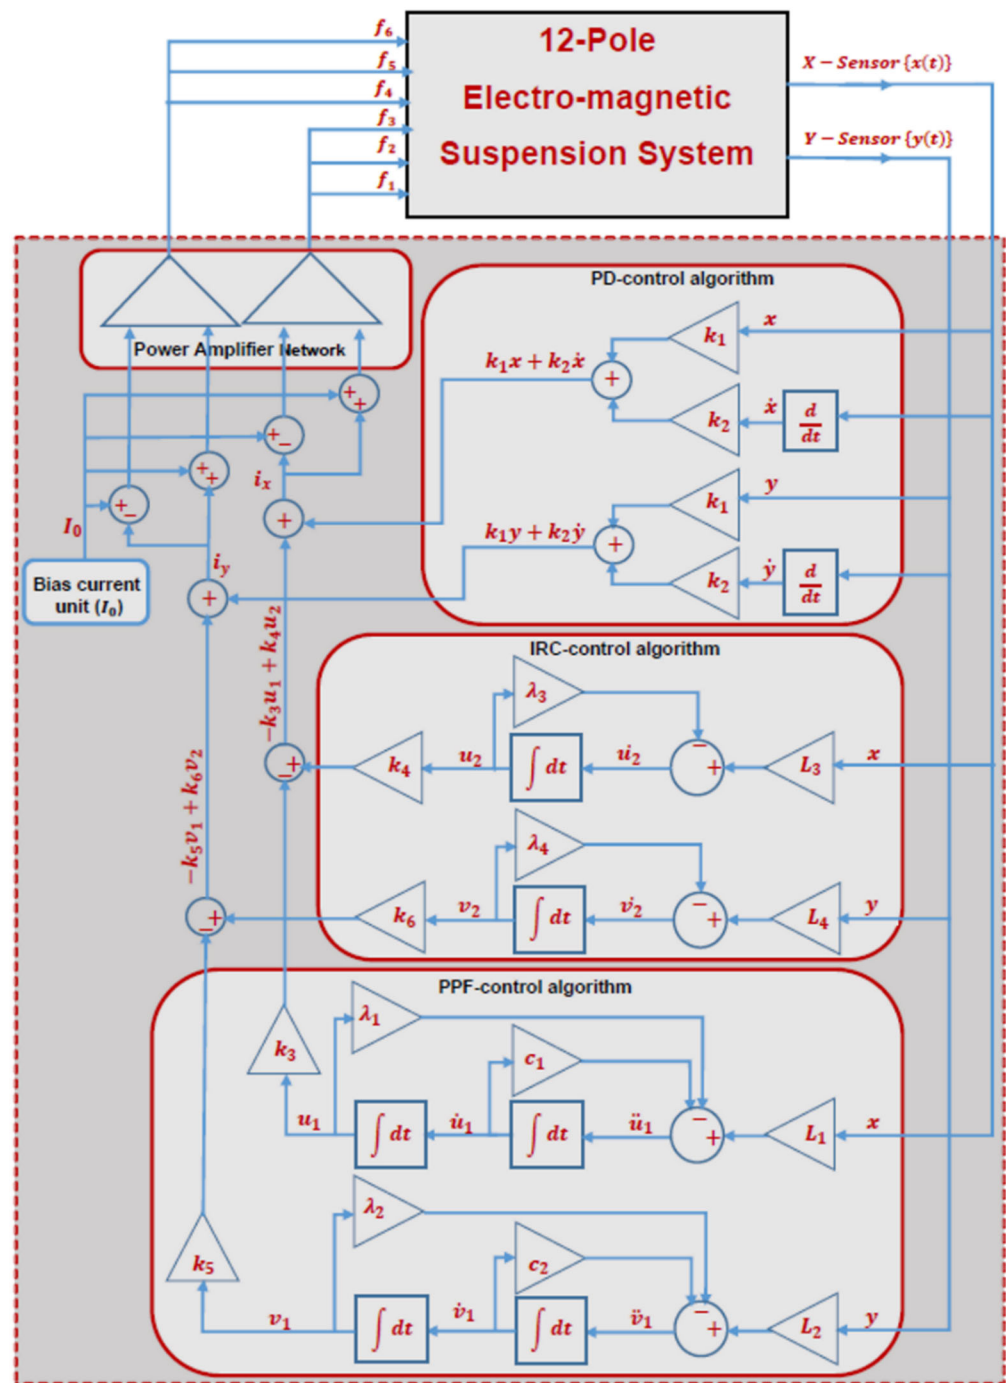 f₆
f₅
f₄
f₃
f₂
f₁
12-Pole
Electro-magnetic
Suspension System
X − Sensor {x(t)}
Y − Sensor {y(t)}
Power Amplifier Network
PD-control algorithm
k₁
x
k₁x + k₂ẋ
+
k₂
ẋ
d/dt
k₁
y
k₁y + k₂ẏ
+
k₂
ẏ
d/dt
+ +
+ −
+ +
+ −
I₀
iₓ
+
i_y
+
Bias current
unit (I₀)
−k₃u₁ + k₄u₂
−k₅v₁ + k₆v₂
IRC-control algorithm
λ₃
− +
k₄
u₂
∫ dt
u̇₂
− +
L₃
x
λ₄
− +
k₆
v₂
∫ dt
v̇₂
− +
L₄
y
PPF-control algorithm
λ₁
k₃
c₁
u₁
∫ dt
u̇₁
∫ dt
ü₁
− +
L₁
x
λ₂
k₅
c₂
v₁
∫ dt
v̇₁
∫ dt
v̈₁
− +
L₂
y